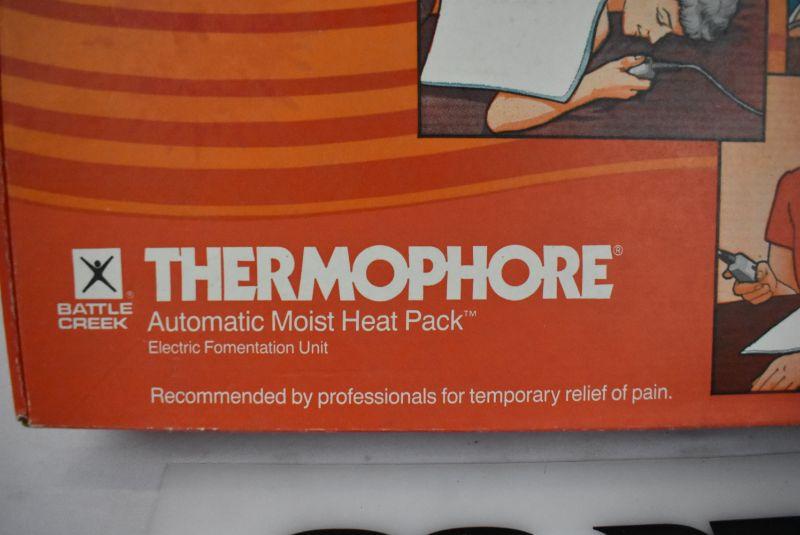 THERMOPHORE®
BATTLE
CREEK®
Automatic Moist Heat Pack™
Electric Fomentation Unit
Recommended by professionals for temporary relief of pain.